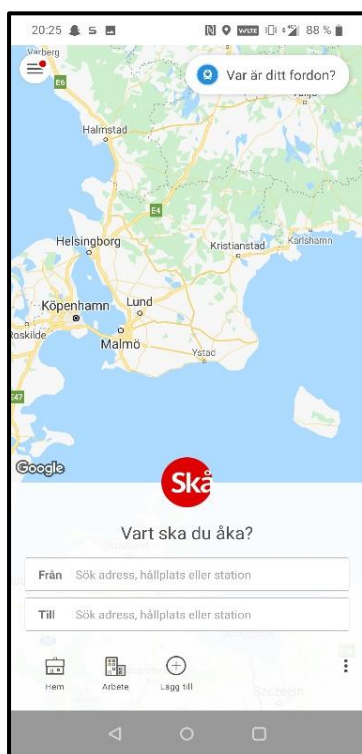 20:25 S VoLTE 88 %
Varberg
Var är ditt fordon?
E6
Halmstad
E4
Helsingborg
Kristianstad
Karlshamn
Köpenhamn
Lund
Roskilde
Malmö
Ystad
E47
Google
Skå
Vart ska du åka?
Från Sök adress, hållplats eller station
Till Sök adress, hållplats eller station
Hem
Arbete
Lägg till
Szczecin